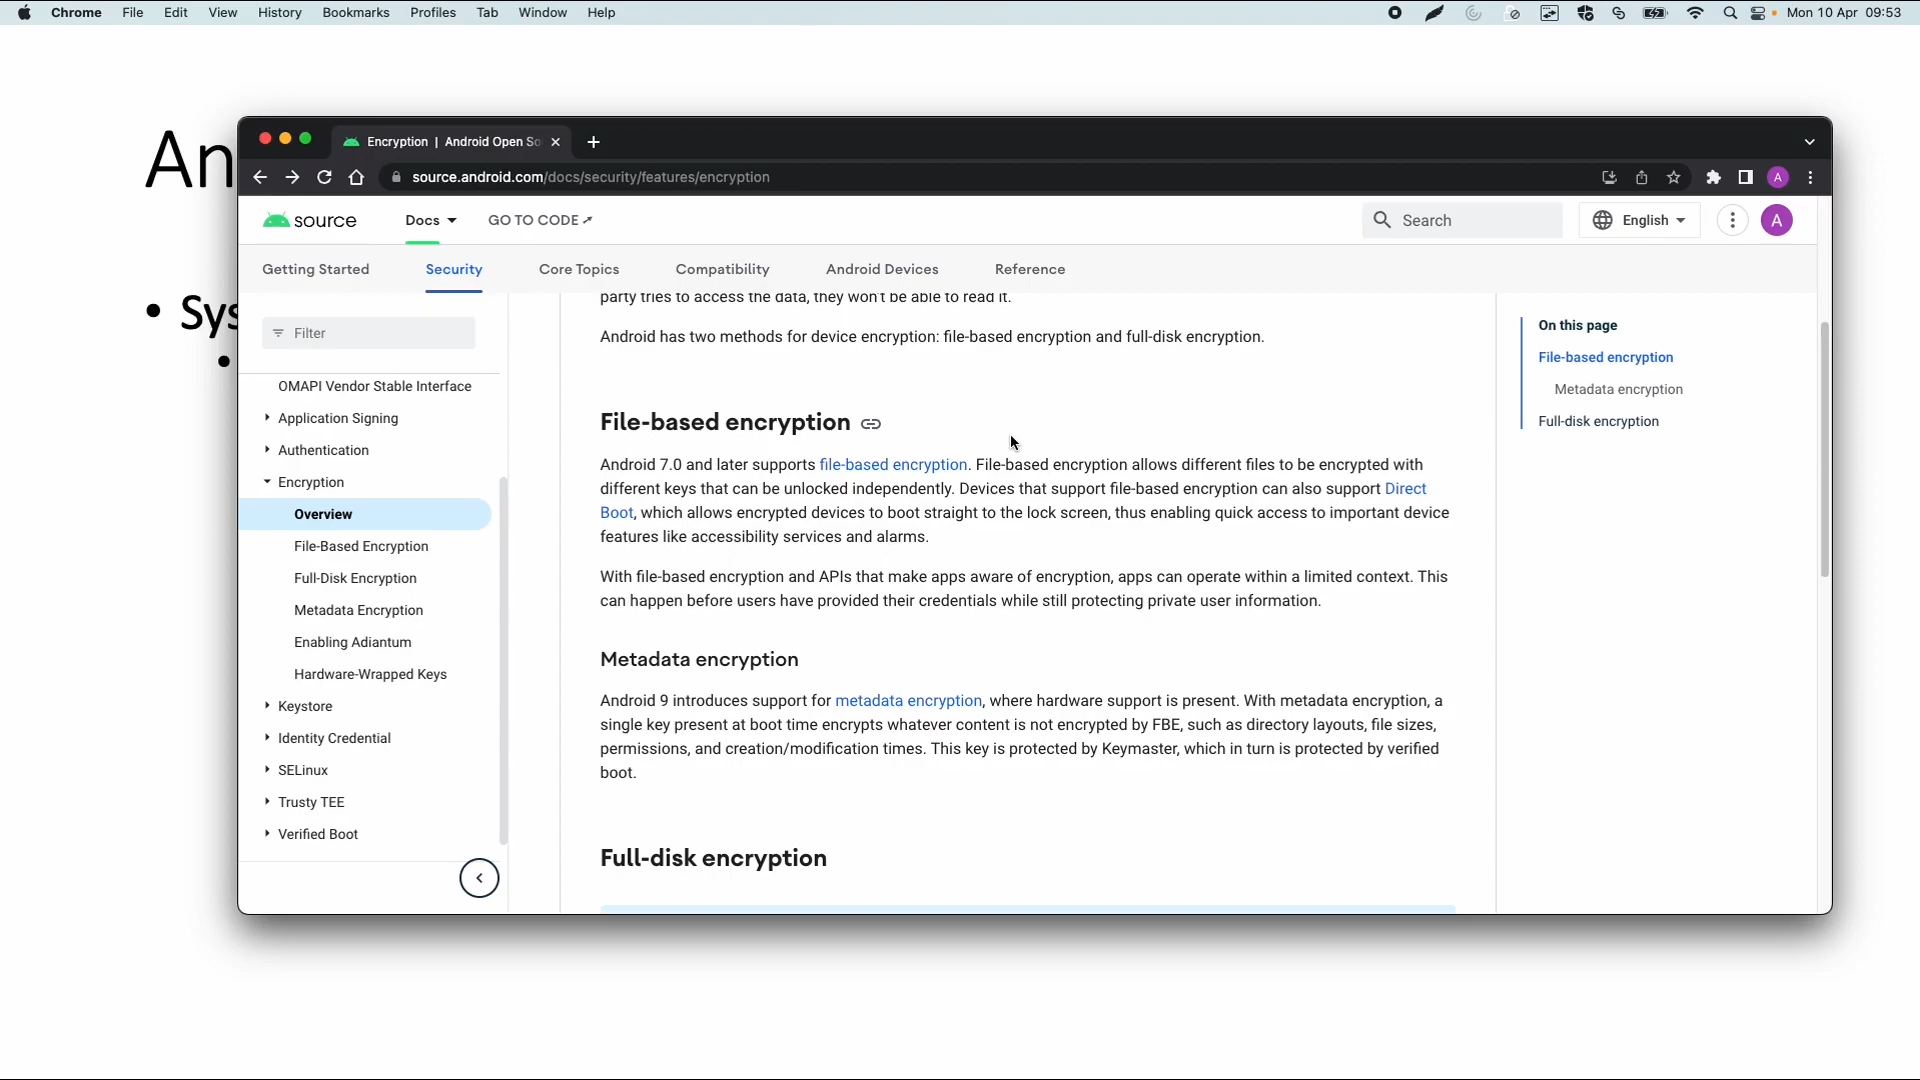 Chrome File Edit View History Bookmarks Profiles Tab Window Help Mon 10 Apr 09:53
An
• Sys
Encryption | Android Open So
source.android.com/docs/security/features/encryption
A
source Docs GO TO CODE Search English A
Getting Started Security Core Topics Compatibility Android Devices Reference
Filter
OMAPI Vendor Stable Interface
Application Signing
Authentication
Encryption
Overview
File-Based Encryption
Full-Disk Encryption
Metadata Encryption
Enabling Adiantum
Hardware-Wrapped Keys
Keystore
Identity Credential
SELinux
Trusty TEE
Verified Boot
party tries to access the data, they won't be able to read it.
Android has two methods for device encryption: file-based encryption and full-disk encryption.
File-based encryption
Android 7.0 and later supports file-based encryption. File-based encryption allows different files to be encrypted with
different keys that can be unlocked independently. Devices that support file-based encryption can also support Direct
Boot, which allows encrypted devices to boot straight to the lock screen, thus enabling quick access to important device
features like accessibility services and alarms.
With file-based encryption and APIs that make apps aware of encryption, apps can operate within a limited context. This
can happen before users have provided their credentials while still protecting private user information.
Metadata encryption
Android 9 introduces support for metadata encryption, where hardware support is present. With metadata encryption, a
single key present at boot time encrypts whatever content is not encrypted by FBE, such as directory layouts, file sizes,
permissions, and creation/modification times. This key is protected by Keymaster, which in turn is protected by verified
boot.
Full-disk encryption
On this page
File-based encryption
Metadata encryption
Full-disk encryption